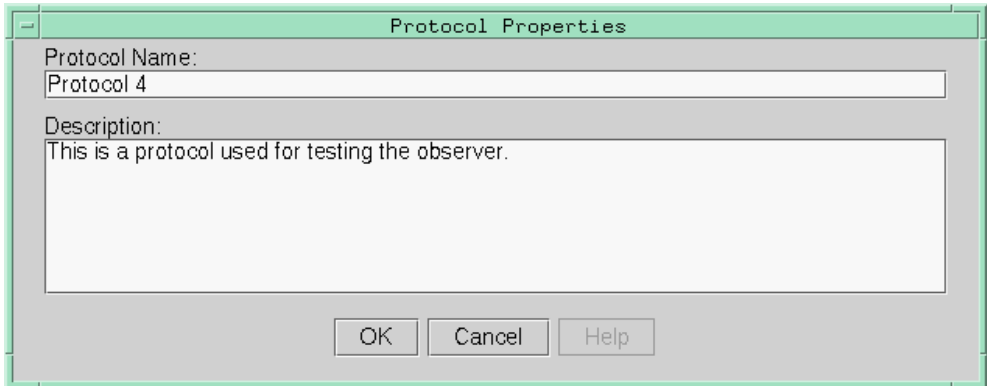 Protocol Properties
Protocol Name:
Protocol 4
Description:
This is a protocol used for testing the observer.
OK Cancel Help